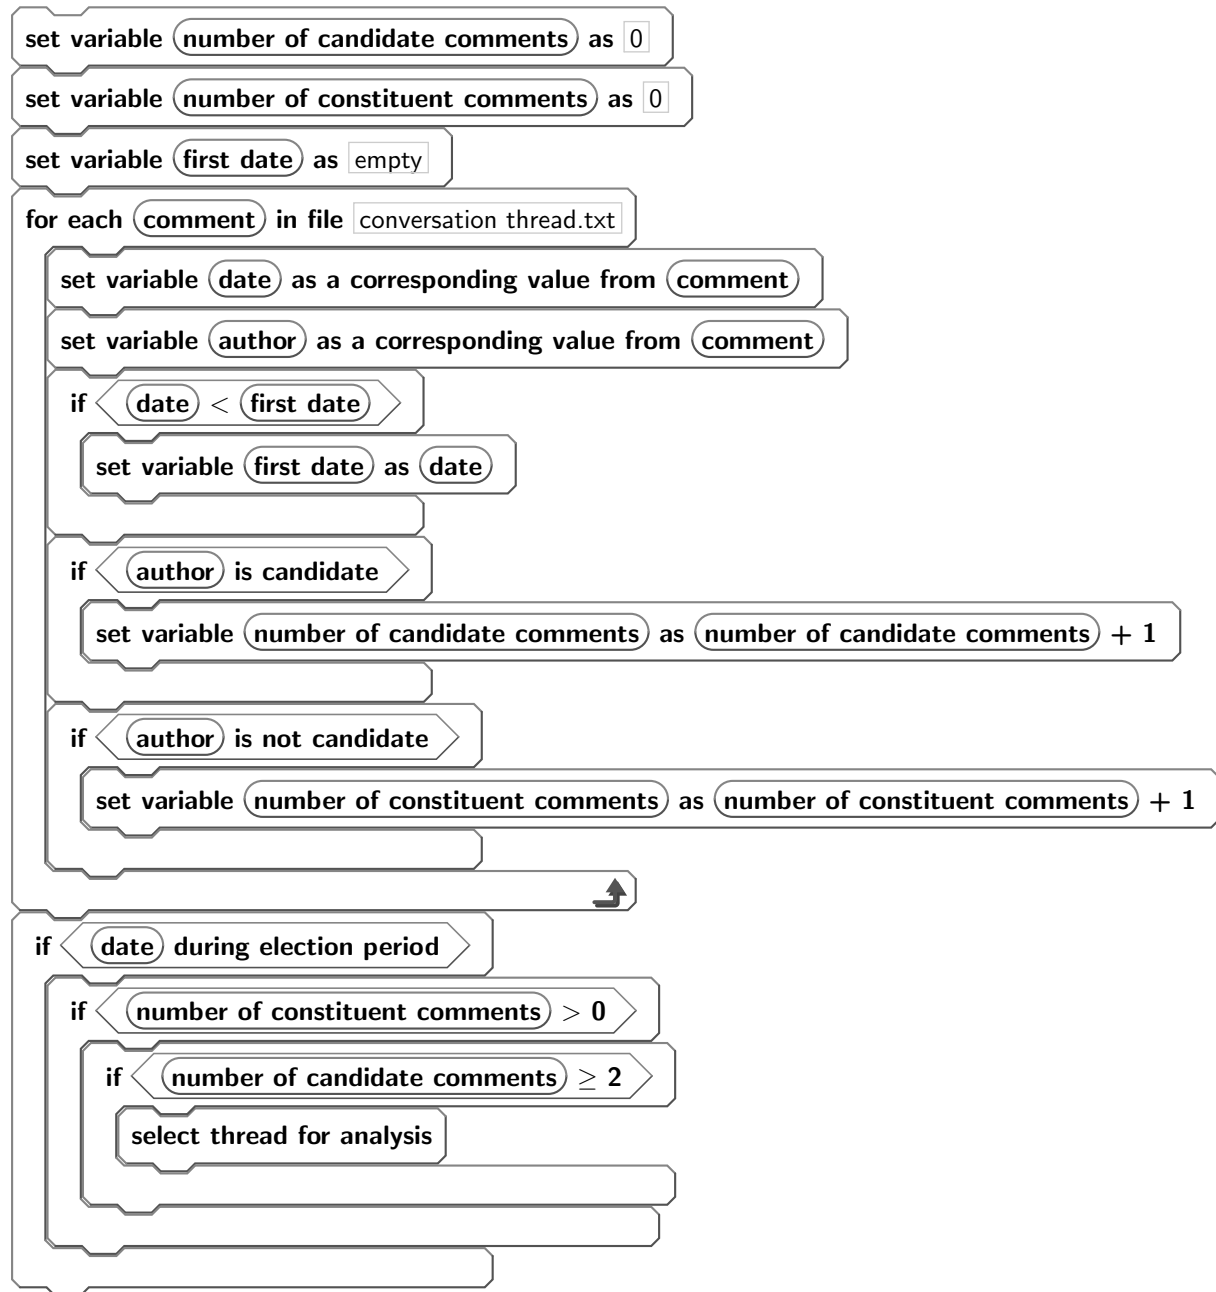 set variable number of candidate comments as 0
set variable number of constituent comments as 0
set variable first date as empty
for each comment in file conversation thread.txt
set variable date as a corresponding value from comment
set variable author as a corresponding value from comment
if date < first date
set variable first date as date
if author is candidate
set variable number of candidate comments as number of candidate comments + 1
if author is not candidate
set variable number of constituent comments as number of constituent comments + 1
if date during election period
if number of constituent comments > 0
if number of candidate comments ≥ 2
select thread for analysis